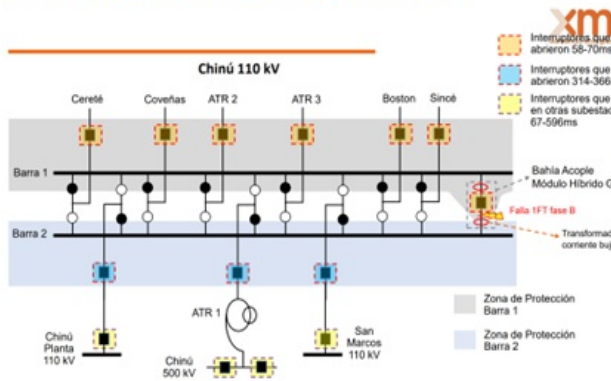 xm
Chinú 110 kV
Interruptores que
abrieron 58-70ms
Interruptores que
abrieron 314-366
Interruptores que
en otras subestac
67-596ms
Cereté
Coveñas
ATR 2
ATR 3
Boston
Sincé
Barra 1
Bahía Acople
Módulo Híbrido G
Falla 1FT fase B
Barra 2
Transformad
corriente buj
ATR 1
Chinú
Planta
110 kV
Chinú
500 kV
San
Marcos
110 kV
Zona de Protección
Barra 1
Zona de Protección
Barra 2